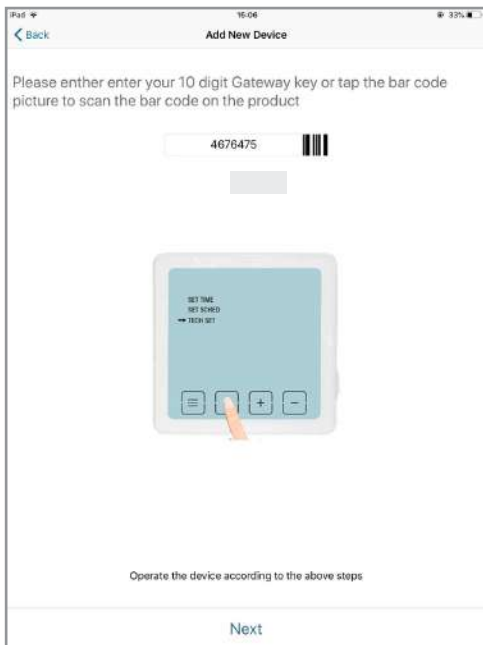 iPad 15:06 33%
Back Add New Device
Please enther enter your 10 digit Gateway key or tap the bar code
picture to scan the bar code on the product
4676475
SET TIME
SET SCHED
TECH SET
Operate the device according to the above steps
Next